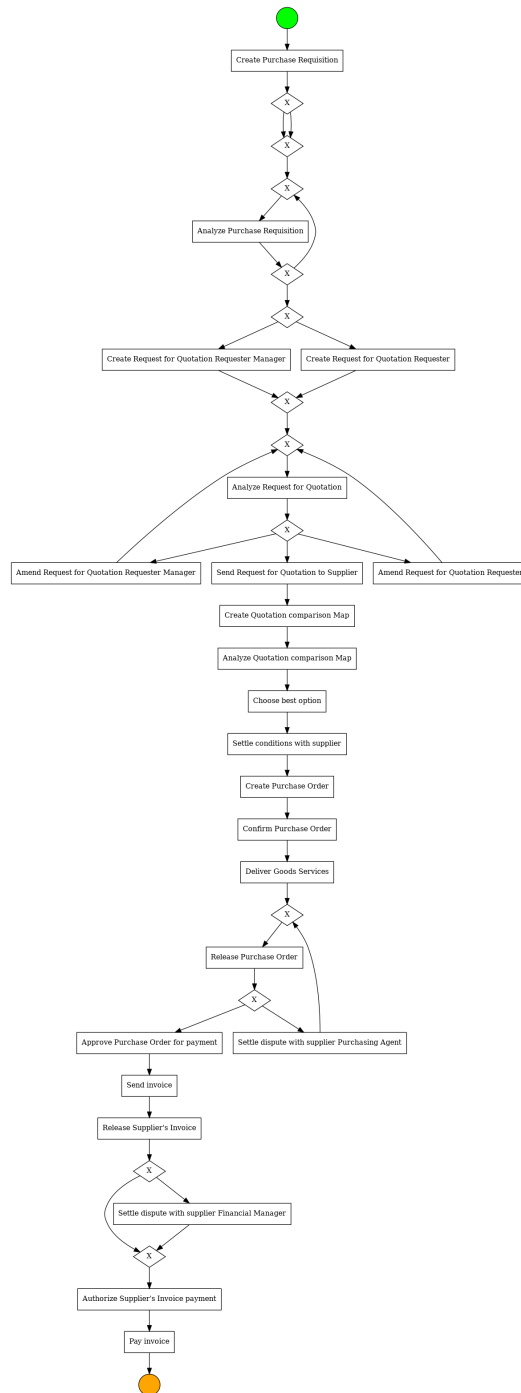 Create Purchase Requisition
X
X
X
Analyze Purchase Requisition
X
X
Create Request for Quotation Requester Manager
Create Request for Quotation Requester
X
X
Analyze Request for Quotation
X
Amend Request for Quotation Requester Manager
Send Request for Quotation to Supplier
Amend Request for Quotation Requester
Create Quotation comparison Map
Analyze Quotation comparison Map
Choose best option
Settle conditions with supplier
Create Purchase Order
Confirm Purchase Order
Deliver Goods Services
X
Release Purchase Order
X
Approve Purchase Order for payment
Settle dispute with supplier Purchasing Agent
Send invoice
Release Supplier's Invoice
X
Settle dispute with supplier Financial Manager
X
Authorize Supplier's Invoice payment
Pay invoice